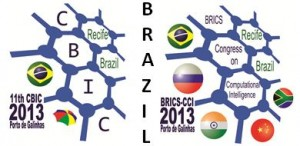 C
B
I
C
Recife
Brazil
11th CBIC
2013
Porto de Galinhas
BRAZIL
BRICS
Congress on
Computational
Intelligence
Recife
Brazil
BRICS-CCI
2013
Porto de Galinhas